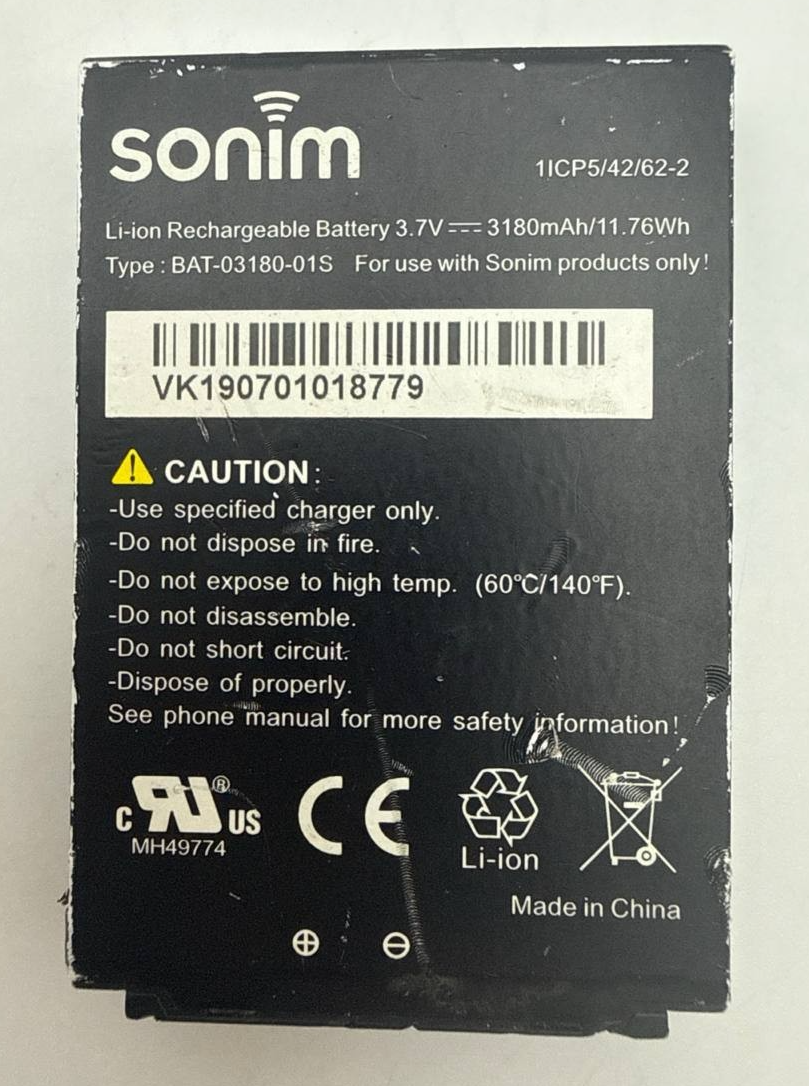 sonim
1ICP5/42/62-2
Li-ion Rechargeable Battery 3.7V⎓3180mAh/11.76Wh
Type : BAT-03180-01S For use with Sonim products only!
VK190701018779
CAUTION:
-Use specified charger only.
-Do not dispose in fire.
-Do not expose to high temp. (60℃/140℉).
-Do not disassemble.
-Do not short circuit.
-Dispose of properly.
See phone manual for more safety information!
c RU® US CE
MH49774
Li-ion
Made in China
⊕ ⊖